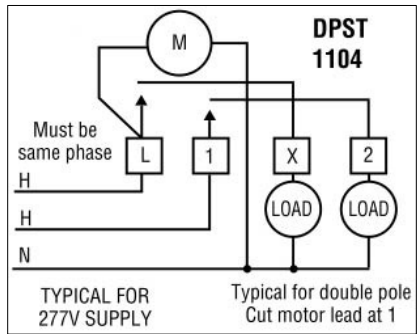 DPST
1104
M
Must be
same phase
L
1
X
2
H
LOAD
LOAD
H
N
TYPICAL FOR
277V SUPPLY
Typical for double pole
Cut motor lead at 1